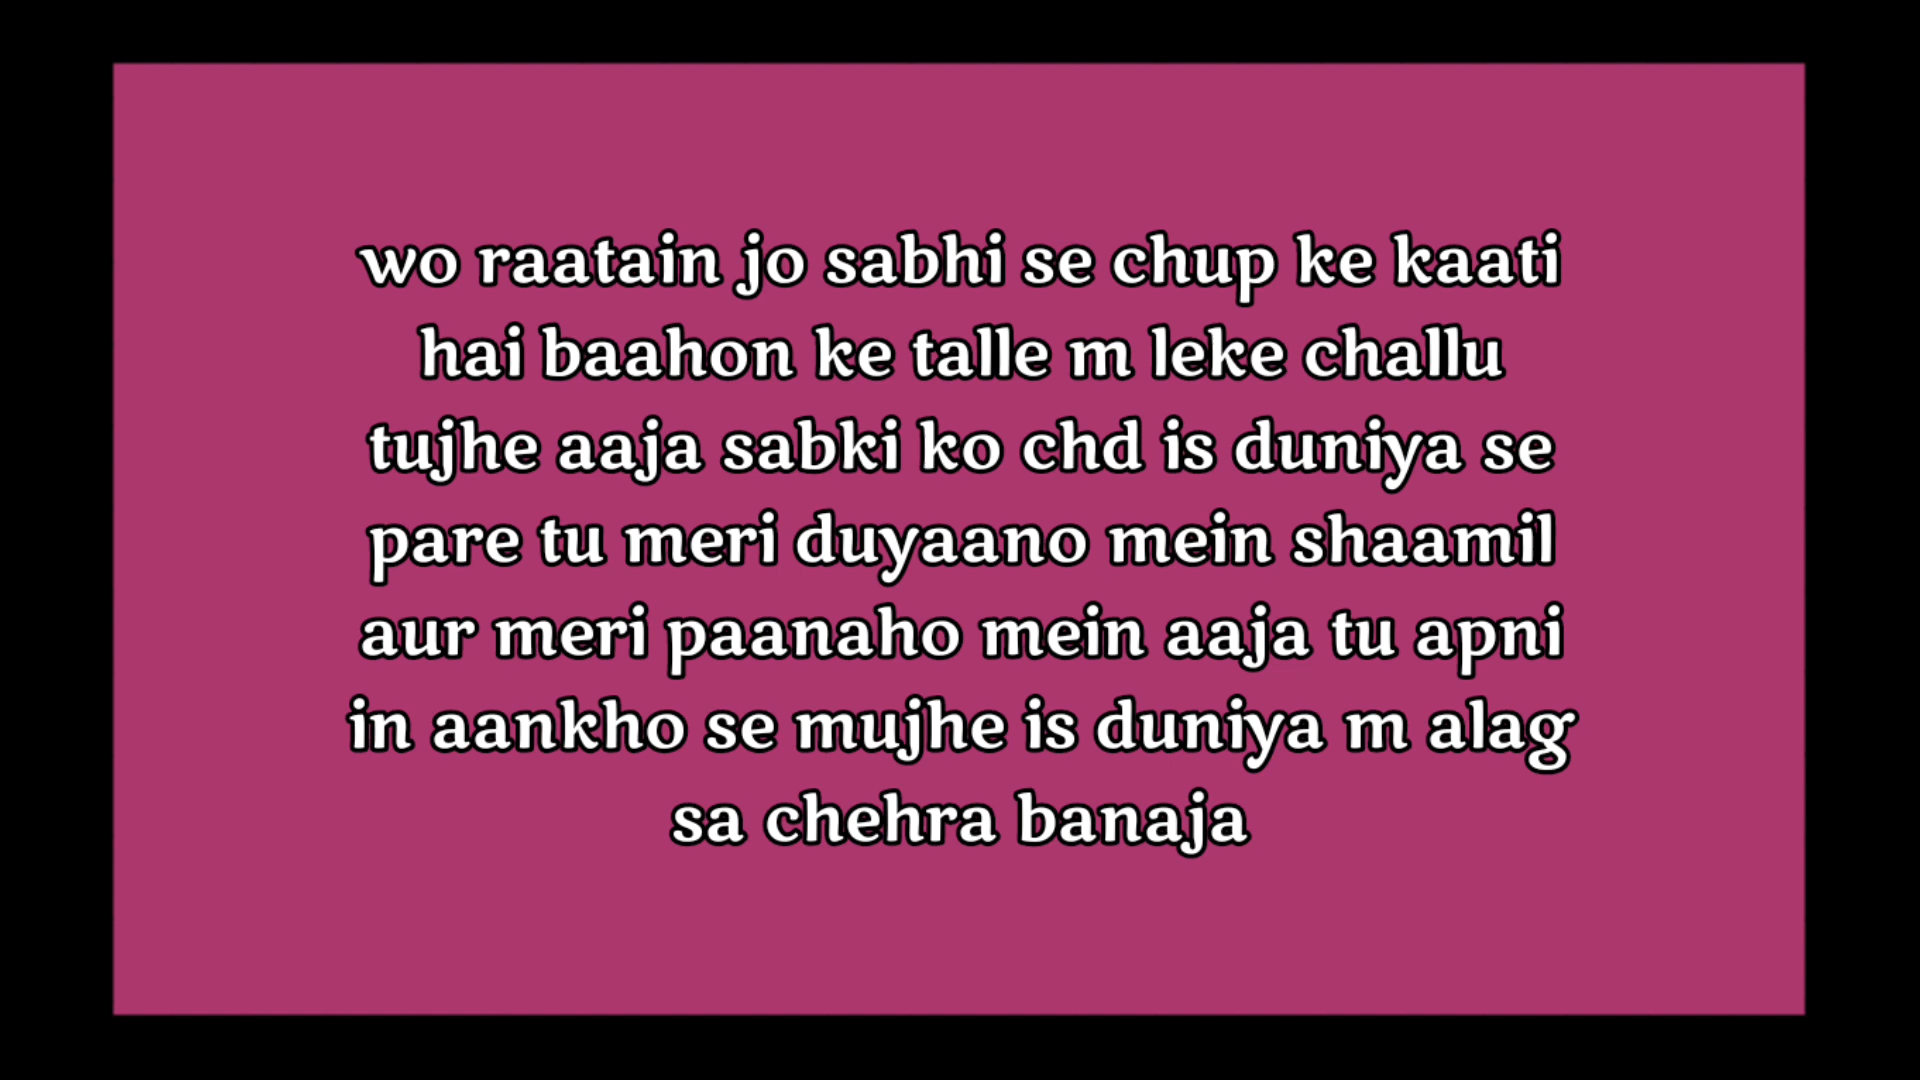 wo raatain jo sabhi se chup ke kaati
hai baahon ke talle m leke challu
tujhe aaja sabki ko chd is duniya se
pare tu meri duyaano mein shaamil
aur meri paanaho mein aaja tu apni
in aankho se mujhe is duniya m alag
sa chehra banaja